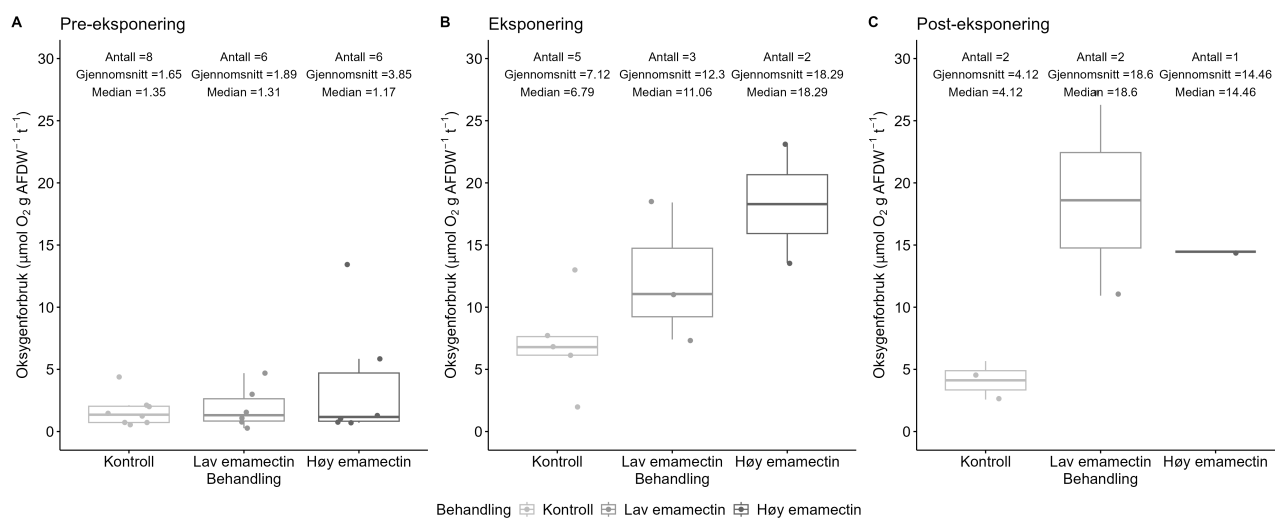 A Pre-eksponering
Antall =8 Antall =6 Antall =6
Gjennomsnitt =1.65 Gjennomsnitt =1.89 Gjennomsnitt =3.85
Median =1.35 Median =1.31 Median =1.17
30
25
20
15
10
5
0
Oksygenforbruk (µmol O₂ g AFDW⁻¹ t⁻¹)
Kontroll Lav emamectin Høy emamectin
Behandling
B Eksponering
Antall =5 Antall =3 Antall =2
Gjennomsnitt =7.12 Gjennomsnitt =12.3 Gjennomsnitt =18.29
Median =6.79 Median =11.06 Median =18.29
30
25
20
15
10
5
0
Oksygenforbruk (µmol O₂ g AFDW⁻¹ t⁻¹)
Kontroll Lav emamectin Høy emamectin
Behandling
C Post-eksponering
Antall =2 Antall =2 Antall =1
Gjennomsnitt =4.12 Gjennomsnitt =18.6 Gjennomsnitt =14.46
Median =4.12 Median =18.6 Median =14.46
30
25
20
15
10
5
0
Oksygenforbruk (µmol O₂ g AFDW⁻¹ t⁻¹)
Kontroll Lav emamectin Høy emamectin
Behandling
Behandling Kontroll Lav emamectin Høy emamectin